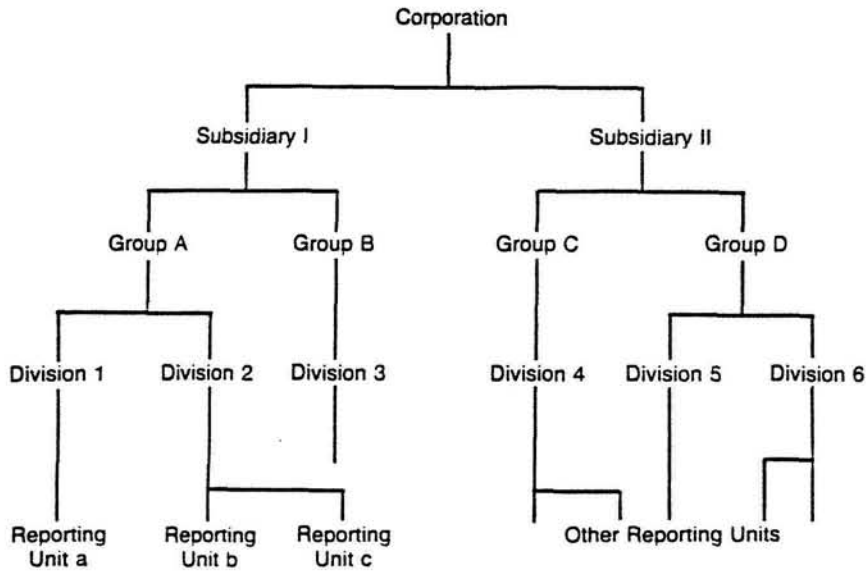 Corporation
Subsidiary I
Subsidiary II
Group A
Group B
Group C
Group D
Division 1
Division 2
Division 3
Division 4
Division 5
Division 6
Reporting
Unit a
Reporting
Unit b
Reporting
Unit c
Other Reporting Units